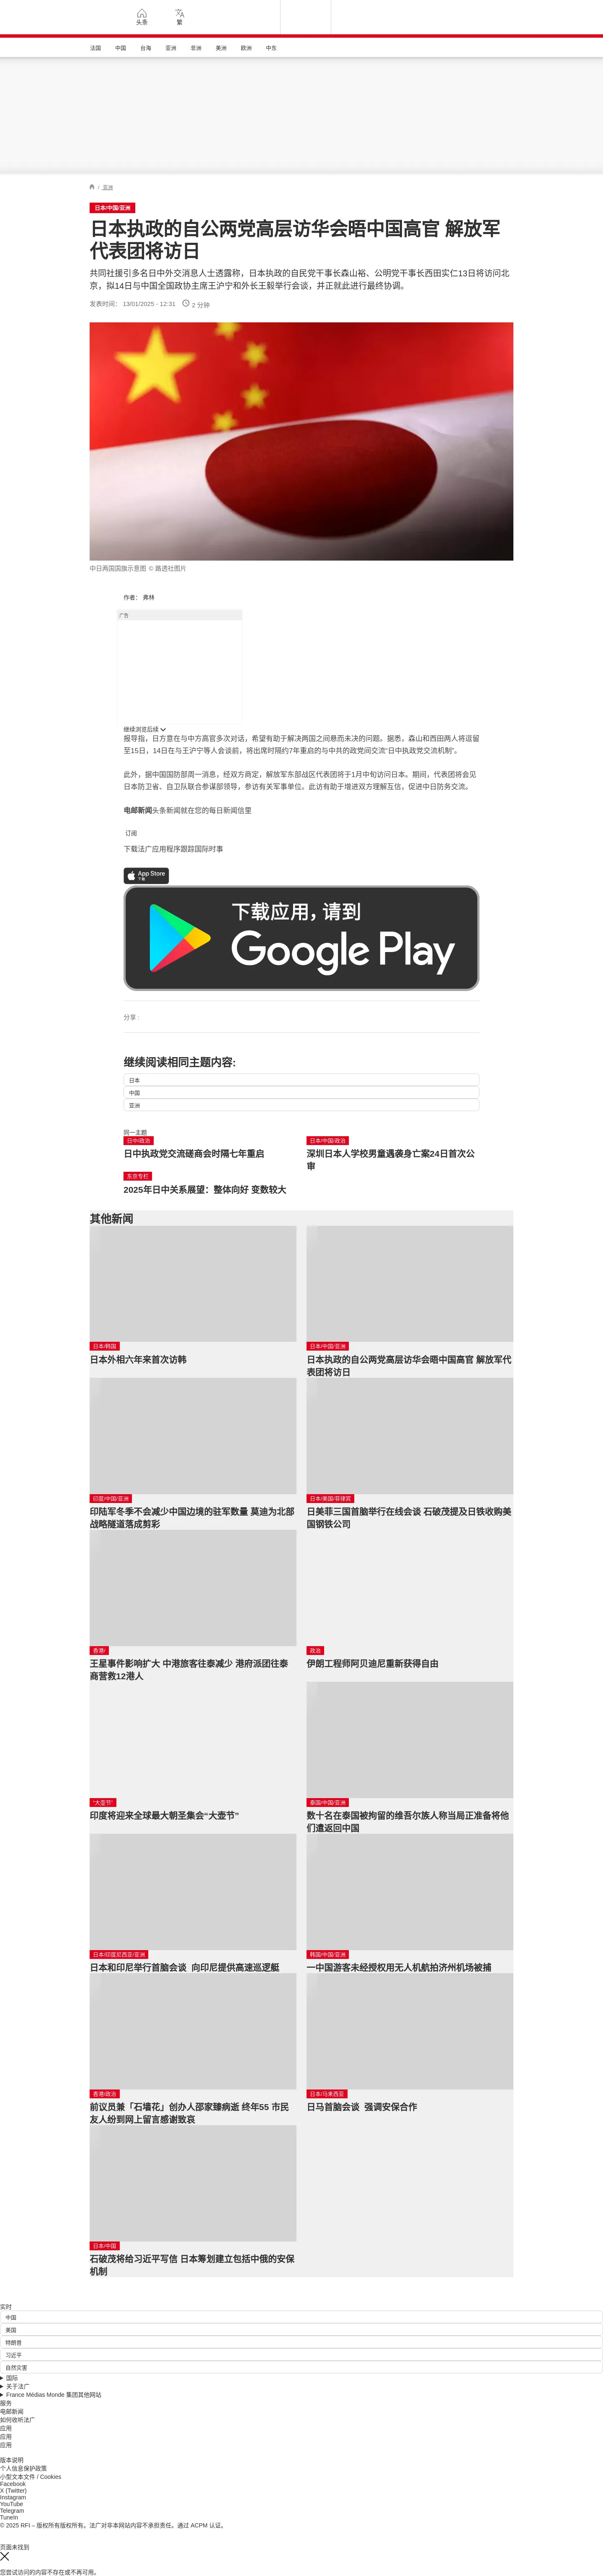 头条
繁
法国
中国
台海
亚洲
非洲
美洲
欧洲
中东
/ 亚洲
日本/中国/亚洲
日本执政的自公两党高层访华会晤中国高官 解放军
代表团将访日
共同社援引多名日中外交消息人士透露称，日本执政的自民党干事长森山裕、公明党干事长西田实仁13日将访问北
京，拟14日与中国全国政协主席王沪宁和外长王毅举行会谈，并正就此进行最终协调。
发表时间： 13/01/2025 - 12:31
2 分钟
中日两国国旗示意图 © 路透社图片
作者： 弗林
广告
继续浏览后续
报导指，日方意在与中方高官多次对话，希望有助于解决两国之间悬而未决的问题。据悉，森山和西田两人将逗留
至15日，14日在与王沪宁等人会谈前，将出席时隔约7年重启的与中共的政党间交流“日中执政党交流机制”。
此外，据中国国防部周一消息，经双方商定，解放军东部战区代表团将于1月中旬访问日本。期间，代表团将会见
日本防卫省、自卫队联合参谋部领导，参访有关军事单位。此访有助于增进双方理解互信，促进中日防务交流。
电邮新闻头条新闻就在您的每日新闻信里
订阅
下载法广应用程序跟踪国际时事
App Store
下载
下载应用，请到
Google Play
分享 :
继续阅读相同主题内容:
日本
中国
亚洲
同一主题
日中/政治
日中执政党交流磋商会时隔七年重启
日本/中国/政治
深圳日本人学校男童遇袭身亡案24日首次公
审
东京专栏
2025年日中关系展望：整体向好 变数较大
其他新闻
日本/韩国
日本外相六年来首次访韩
日本/中国/亚洲
日本执政的自公两党高层访华会晤中国高官 解放军代
表团将访日
印度/中国/亚洲
印陆军冬季不会减少中国边境的驻军数量 莫迪为北部
战略隧道落成剪彩
日本/美国/菲律宾
日美菲三国首脑举行在线会谈 石破茂提及日铁收购美
国钢铁公司
香港/
王星事件影响扩大 中港旅客往泰减少 港府派团往泰
商营救12港人
政治
伊朗工程师阿贝迪尼重新获得自由
“大壶节”
印度将迎来全球最大朝圣集会“大壶节”
泰国/中国/亚洲
数十名在泰国被拘留的维吾尔族人称当局正准备将他
们遣返回中国
日本/印度尼西亚/亚洲
日本和印尼举行首脑会谈 向印尼提供高速巡逻艇
韩国/中国/亚洲
一中国游客未经授权用无人机航拍济州机场被捕
香港/政治
前议员兼「石墙花」创办人邵家臻病逝 终年55 市民
友人纷到网上留言感谢致哀
日本/马来西亚
日马首脑会谈 强调安保合作
日本/中国
石破茂将给习近平写信 日本筹划建立包括中俄的安保
机制
实时
中国
美国
特朗普
习近平
自然灾害
国际
关于法广
France Médias Monde 集团其他网站
服务
电邮新闻
如何收听法广
应用
应用
应用
版本说明
个人信息保护政策
小型文本文件 / Cookies
Facebook
X (Twitter)
Instagram
YouTube
Telegram
TuneIn
© 2025 RFI – 版权所有版权所有。法广对非本网站内容不承担责任。通过 ACPM 认证。
页面未找到
您尝试访问的内容不存在或不再可用。